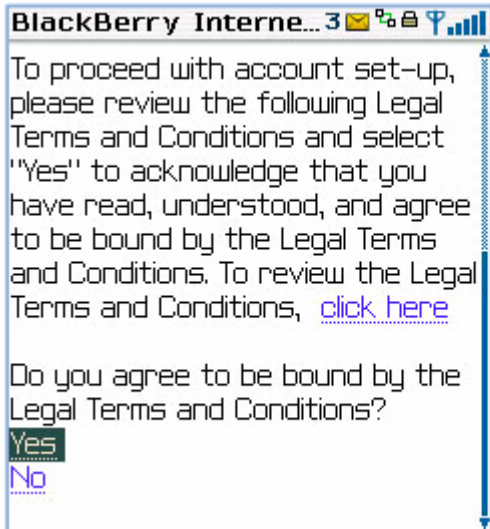 BlackBerry Interne... 3
To proceed with account set-up,
please review the following Legal
Terms and Conditions and select
"Yes" to acknowledge that you
have read, understood, and agree
to be bound by the Legal Terms
and Conditions. To review the Legal
Terms and Conditions, click here
Do you agree to be bound by the
Legal Terms and Conditions?
Yes
No